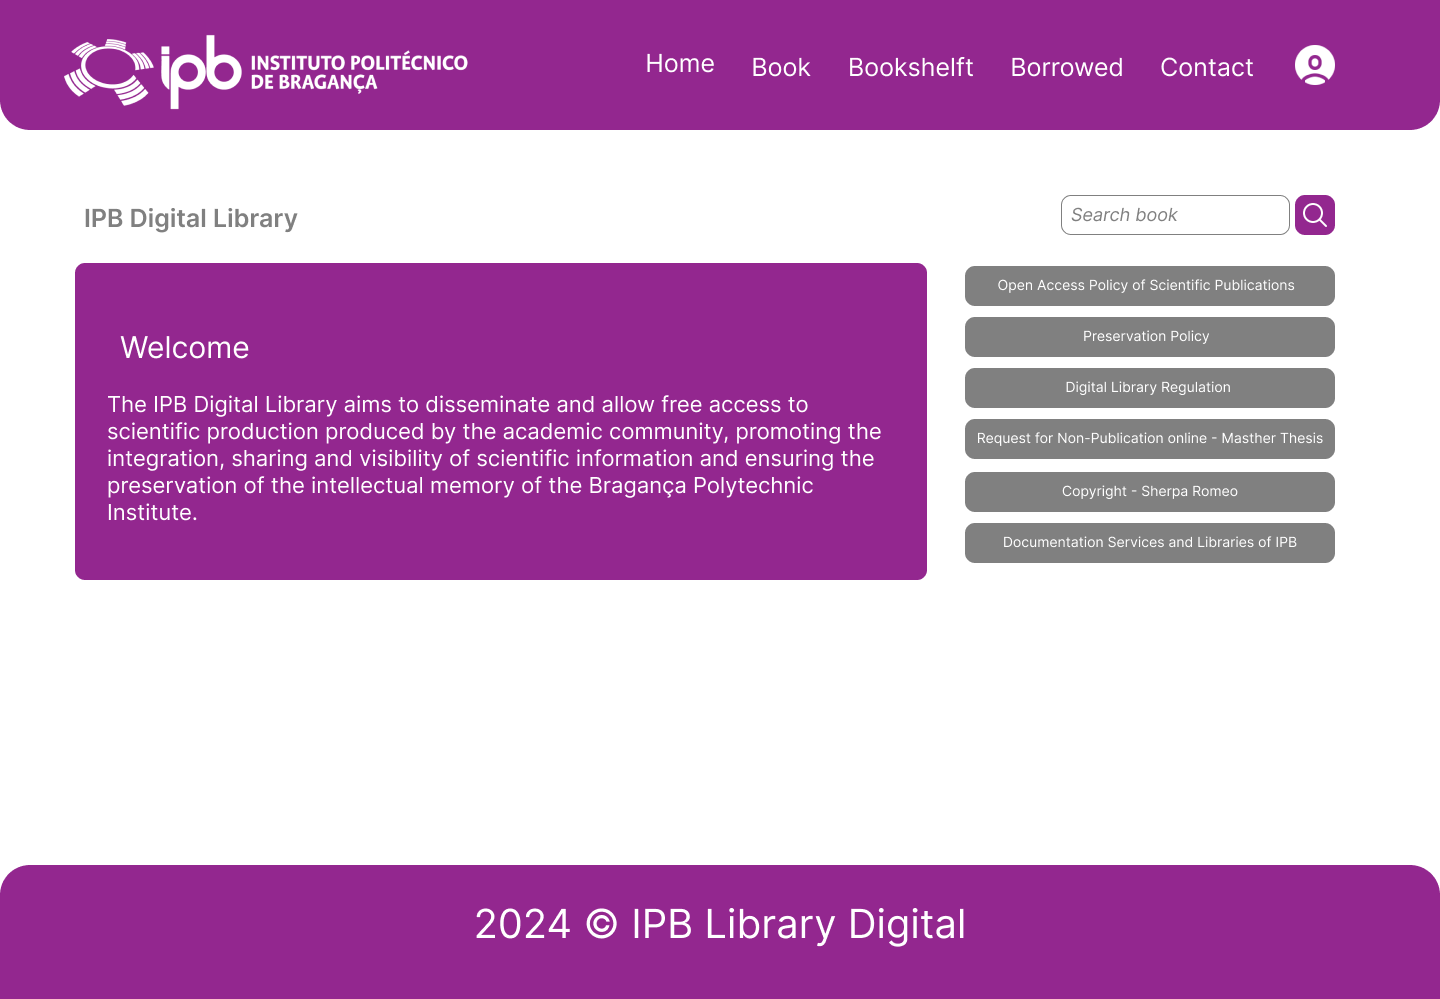 ipb INSTITUTO POLITÉCNICO
DE BRAGANÇA
Home Book Bookshelft Borrowed Contact
IPB Digital Library
Search book
Welcome
The IPB Digital Library aims to disseminate and allow free access to
scientific production produced by the academic community, promoting the
integration, sharing and visibility of scientific information and ensuring the
preservation of the intellectual memory of the Bragança Polytechnic
Institute.
Open Access Policy of Scientific Publications
Preservation Policy
Digital Library Regulation
Request for Non-Publication online - Masther Thesis
Copyright - Sherpa Romeo
Documentation Services and Libraries of IPB
2024 © IPB Library Digital